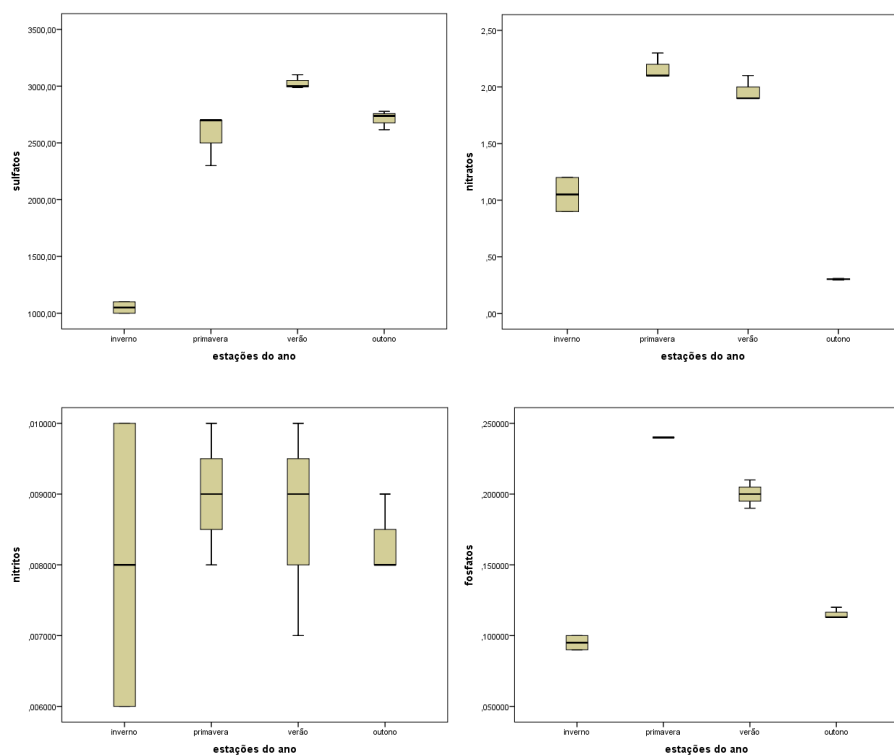 3500,00
3000,00
2500,00
2000,00
1500,00
1000,00
sulfatos
inverno primavera verão outono
estações do ano
2,50
2,00
1,50
1,00
,50
,00
nitratos
inverno primavera verão outono
estações do ano
,010000
,009000
,008000
,007000
,006000
nitritos
inverno primavera verão outono
estações do ano
,250000
,200000
,150000
,100000
,050000
fosfatos
inverno primavera verão outono
estações do ano